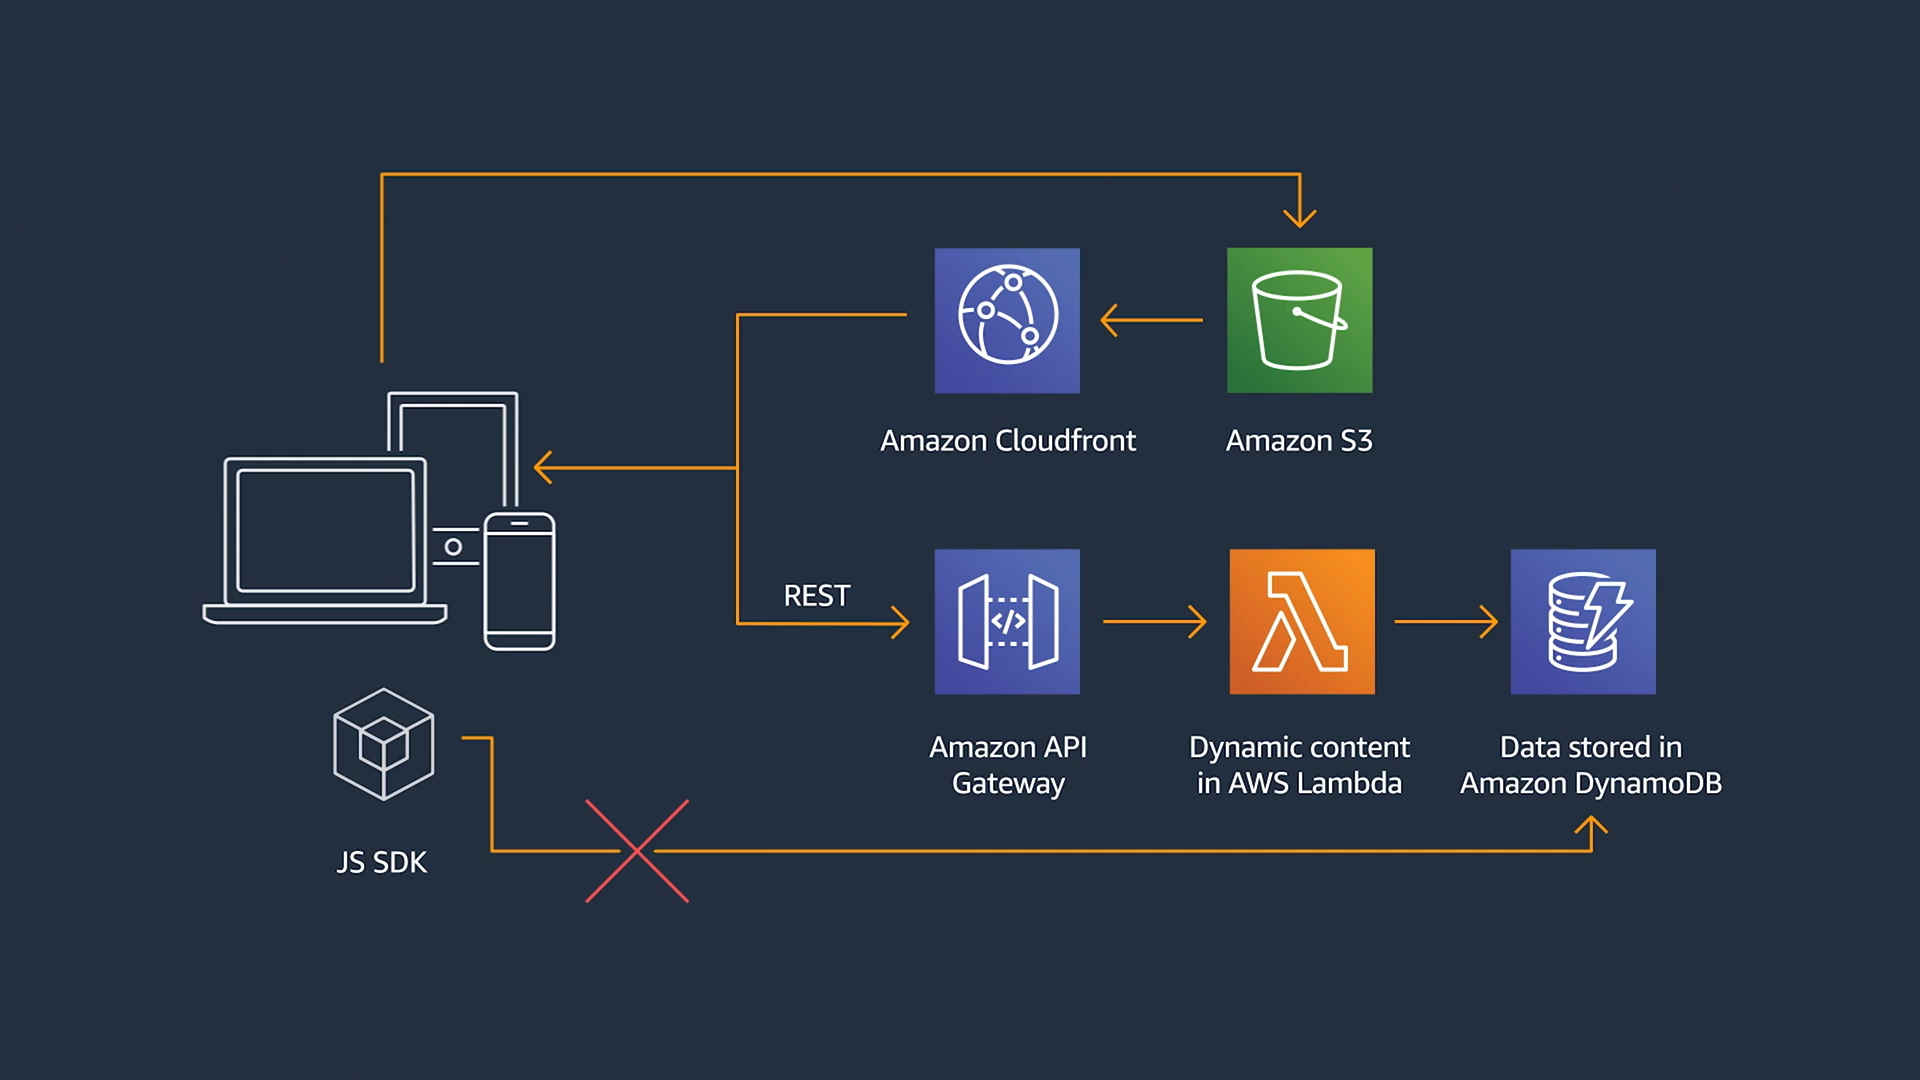 Amazon Cloudfront
Amazon S3
REST
Amazon API
Gateway
Dynamic content
in AWS Lambda
Data stored in
Amazon DynamoDB
JS SDK